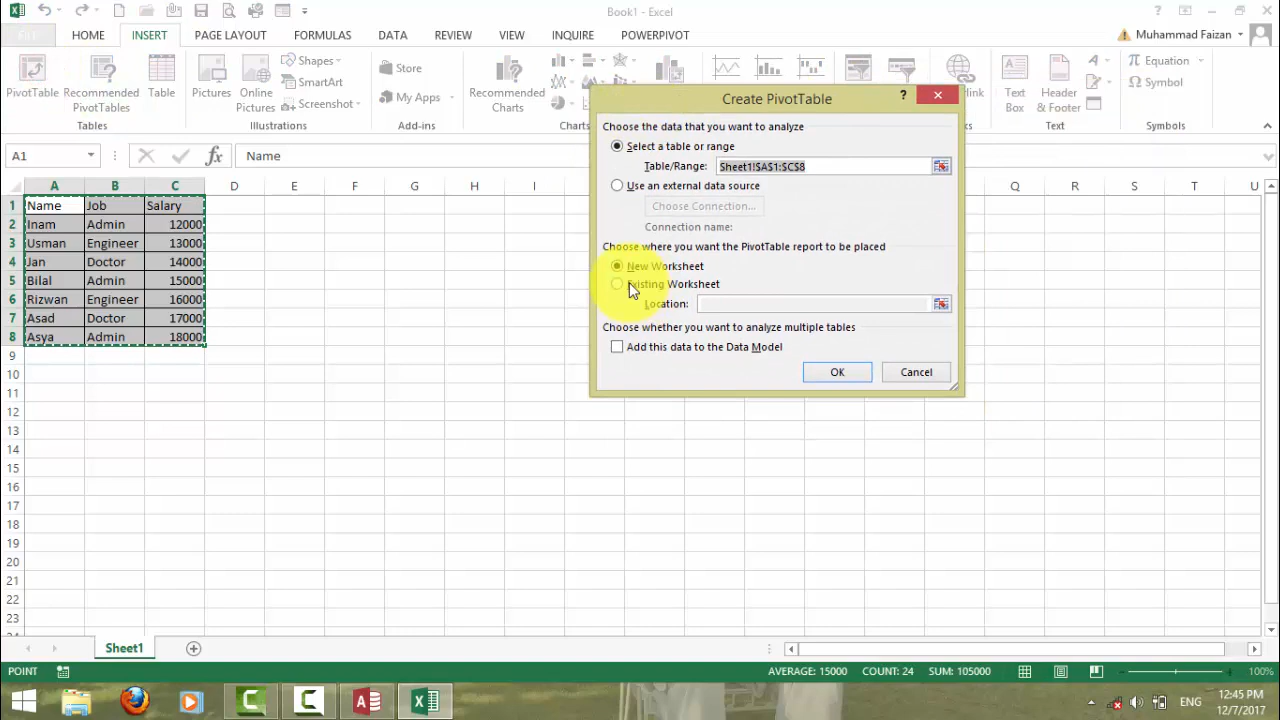 Book1 - Excel
FILE HOME INSERT PAGE LAYOUT FORMULAS DATA REVIEW VIEW INQUIRE POWERPIVOT Muhammad Faizan
PivotTable
Recommended
PivotTables
Table
Tables
Pictures
Online
Pictures
Shapes
SmartArt
Screenshot
Illustrations
Store
My Apps
Add-ins
Recommended
Charts
Text
Box
Header
& Footer
Text
Equation
Symbol
Symbols
A1 fx Name
Create PivotTable
Choose the data that you want to analyze
Select a table or range
Table/Range: Sheet1!$A$1:$C$8
Use an external data source
Choose Connection...
Connection name:
Choose where you want the PivotTable report to be placed
New Worksheet
Existing Worksheet
Location:
Choose whether you want to analyze multiple tables
Add this data to the Data Model
OK Cancel
A B C D E F G H I Q R S T U
1 Name Job Salary
2 Inam Admin 12000
3 Usman Engineer 13000
4 Jan Doctor 14000
5 Bilal Admin 15000
6 Rizwan Engineer 16000
7 Asad Doctor 17000
8 Asya Admin 18000
9
10
11
12
13
14
15
16
17
18
19
20
21
22
23
Sheet1
POINT AVERAGE: 15000 COUNT: 24 SUM: 105000 100%
ENG 12:45 PM
12/7/2017